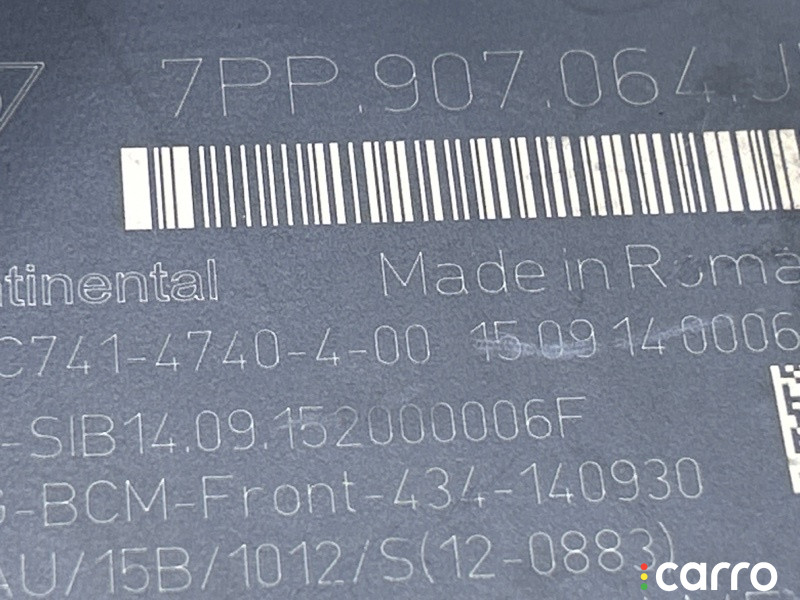 7PP.907.064.J
ntinental Made in Roma
C741-4740-4-00 15 09 14 0006
-SIB14.09.152000006F
G-BCM-Front-434-140930
AU/15B/1012/S(12-0883)
carro